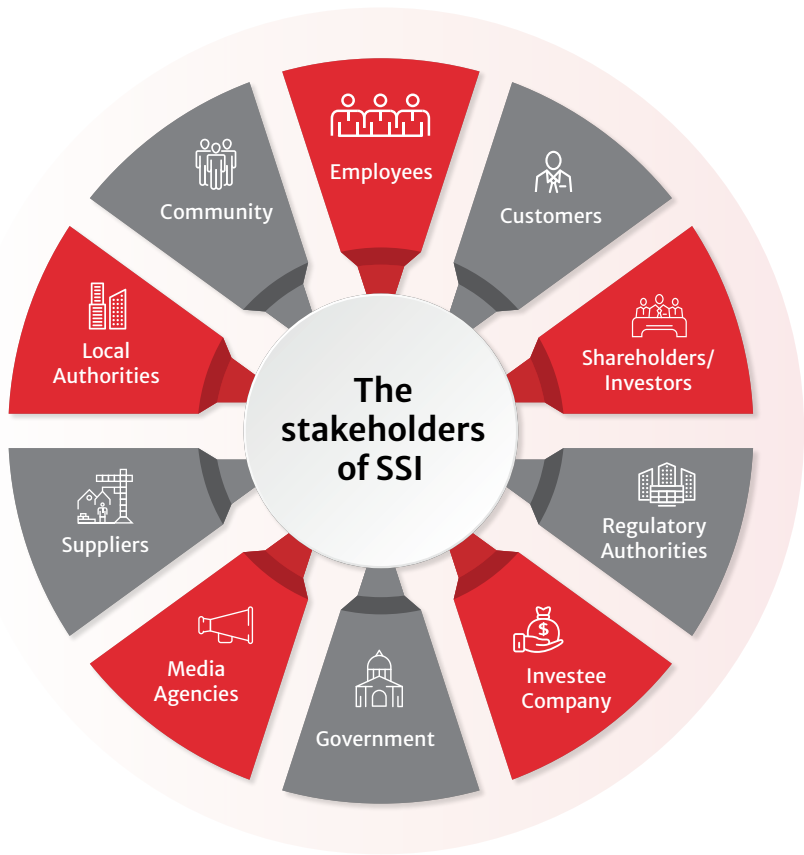 The
stakeholders
of SSI
Employees
Customers
Shareholders/
Investors
Regulatory
Authorities
Investee
Company
Government
Media
Agencies
Suppliers
Local
Authorities
Community
$